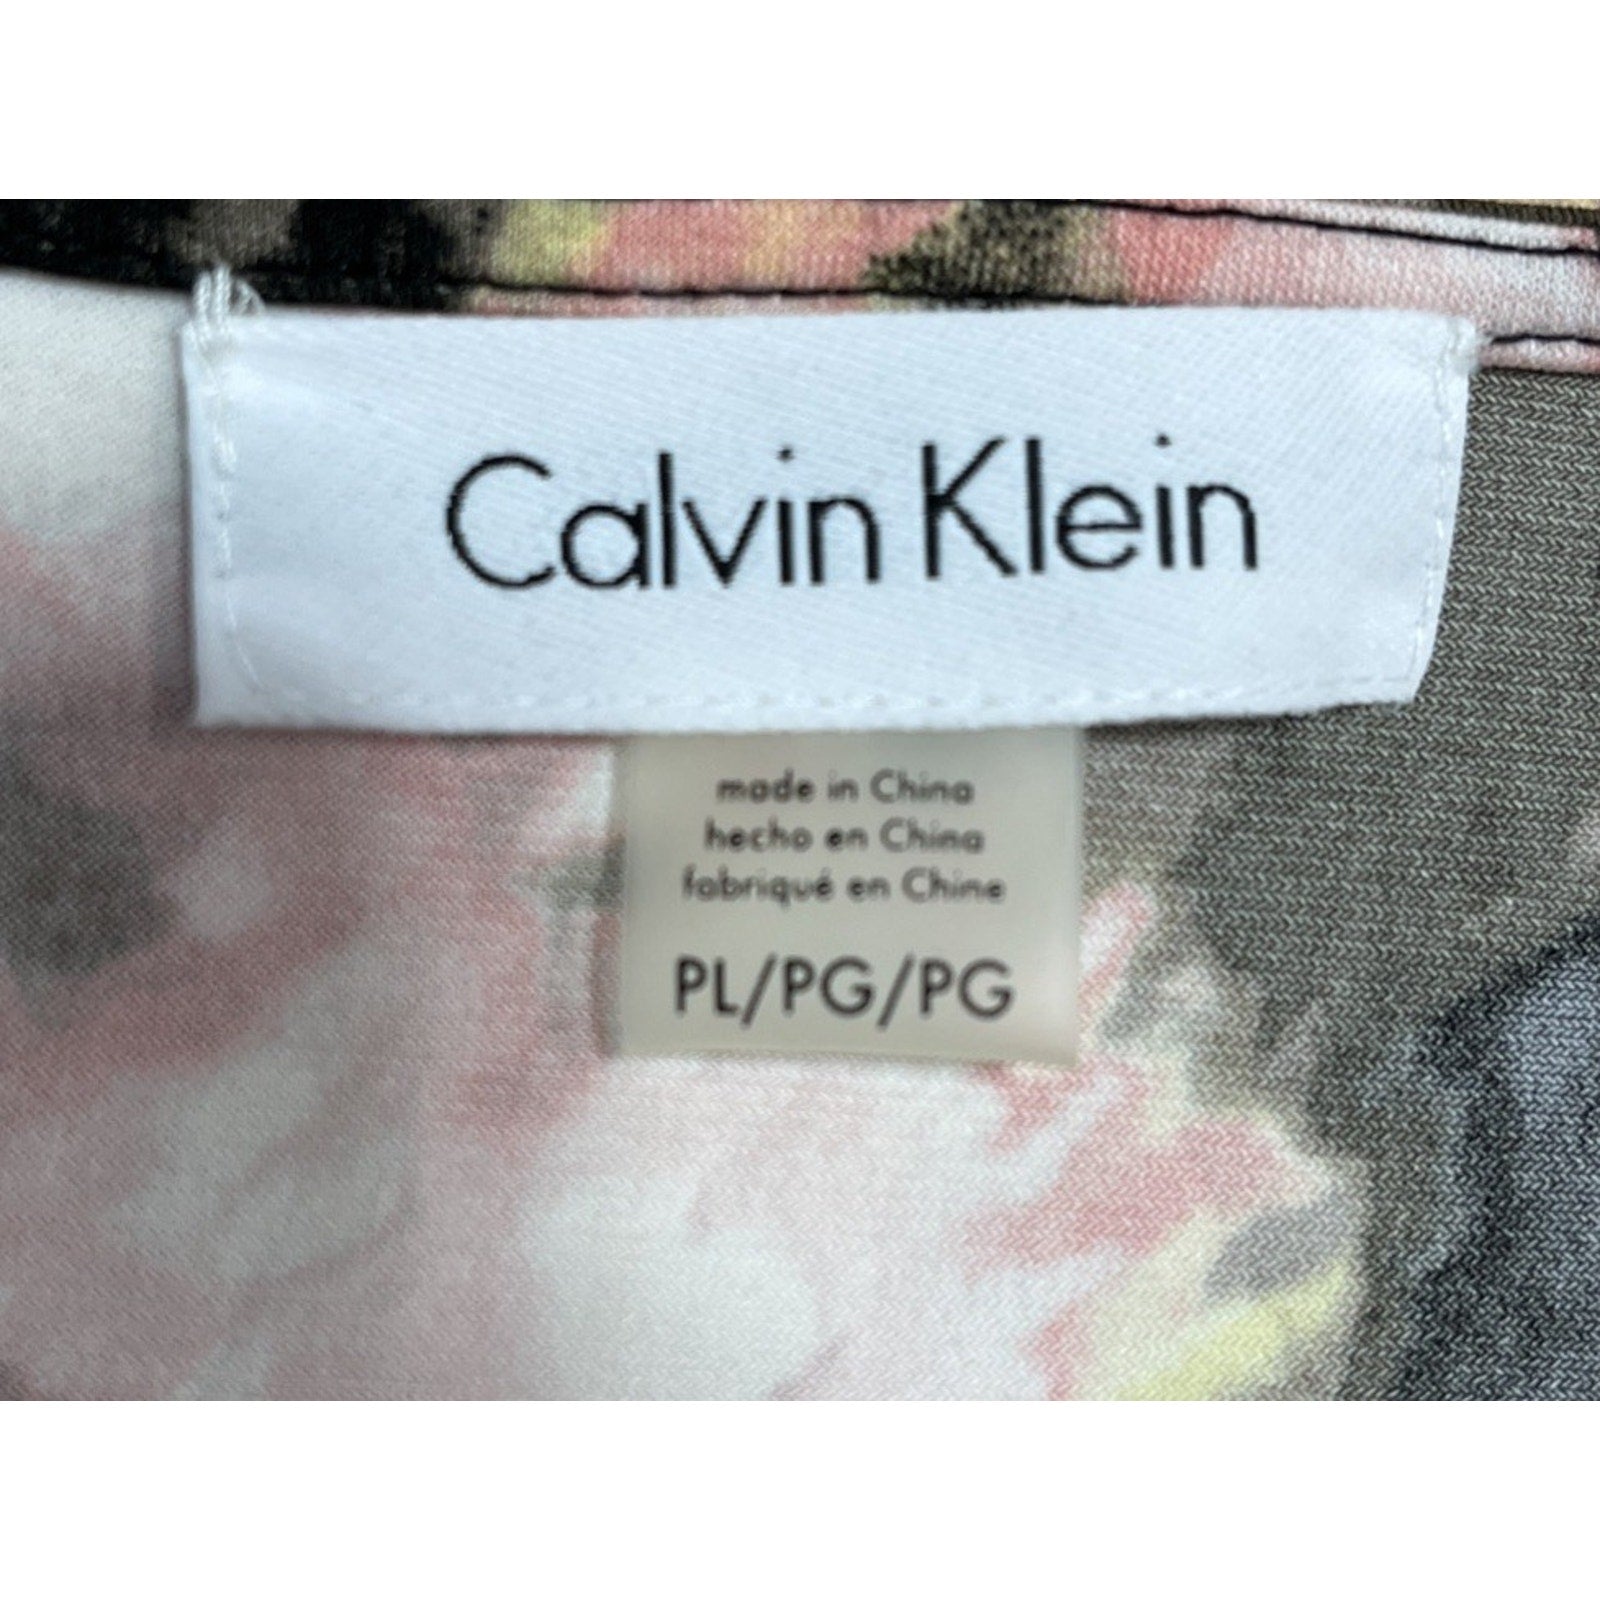 Calvin Klein
made in China
hecho en China
fabriqué en Chine
PL/PG/PG